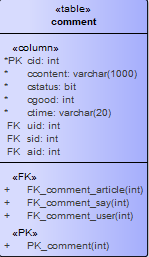 «table»
comment
«column»
*PK cid: int
* ccontent: varchar(1000)
* cstatus: bit
* cgood: int
* ctime: varchar(20)
FK uid: int
FK sid: int
FK aid: int
«FK»
+ FK_comment_article(int)
+ FK_comment_say(int)
+ FK_comment_user(int)
«PK»
+ PK_comment(int)